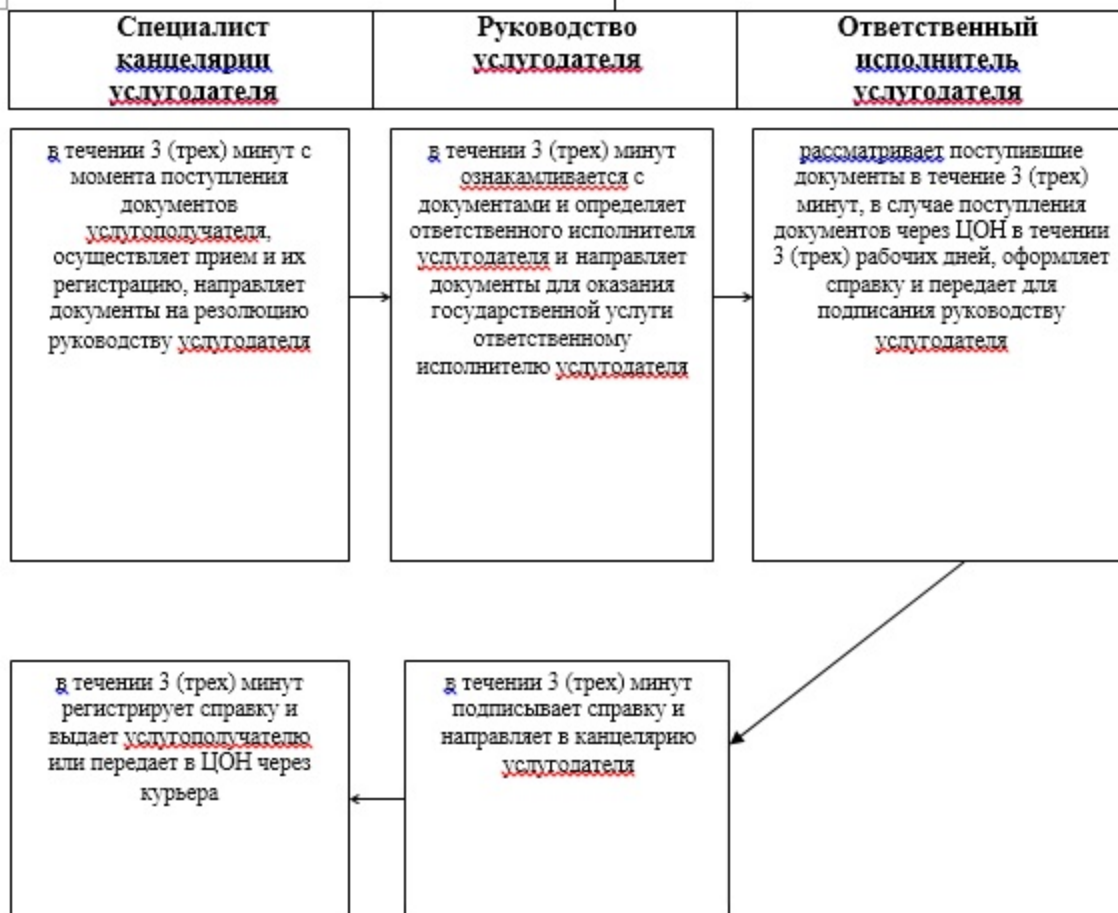 Специалист
канцелярии
услугодателя
Руководство
услугодателя
Ответственный
исполнитель
услугодателя
в течении 3 (трех) минут с
момента поступления
документов
услугополучателя,
осуществляет прием и их
регистрацию, направляет
документы на резолюцию
руководству услугодателя
в течении 3 (трех) минут
ознакамливается с
документами и определяет
ответственного исполнителя
услугодателя и направляет
документы для оказания
государственной услуги
ответственному
исполнителю услугодателя
рассматривает поступившие
документы в течение 3 (трех)
минут, в случае поступления
документов через ЦОН в течении
3 (трех) рабочих дней, оформляет
справку и передает для
подписания руководству
услугодателя
в течении 3 (трех) минут
регистрирует справку и
выдает услугополучателю
или передает в ЦОН через
курьера
в течении 3 (трех) минут
подписывает справку и
направляет в канцелярию
услугодателя